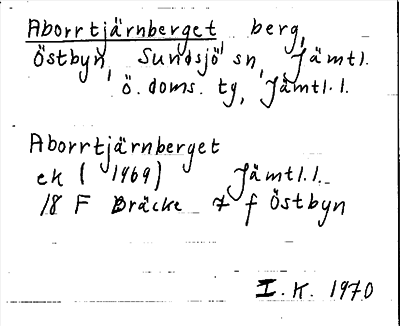 Aborrtjärnberget berg,
Östbyn, Sundsjö sn, Jämtl.
ö. doms. tg, Jämtl. l.
Aborrtjärnberget
ek (1969) Jämtl. l.
18 F Bräcke 7 f Östbyn
I. K. 1970